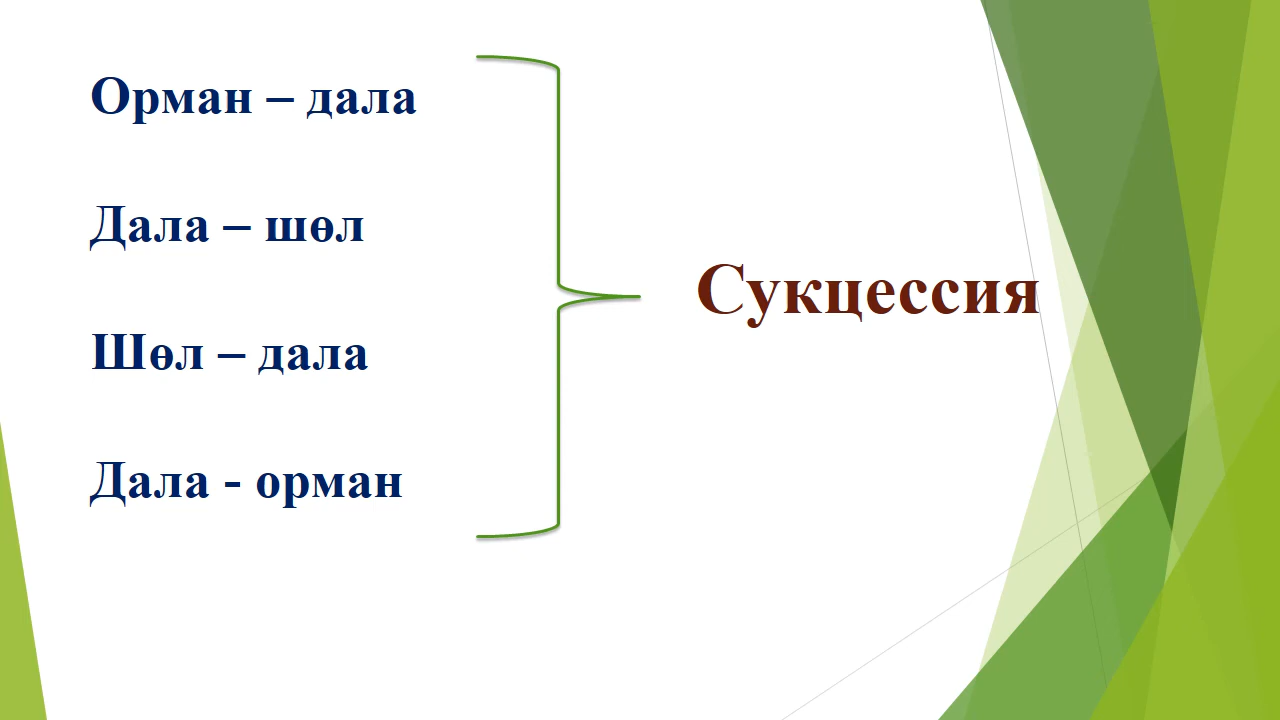 Орман – дала
Дала – шөл
Шөл – дала
Дала - орман
Сукцессия